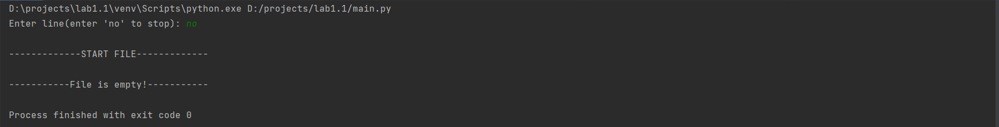 D:\projects\lab1.1\venv\Scripts\python.exe D:/projects/lab1.1/main.py
Enter line(enter 'no' to stop): no
-------------START FILE-------------
-----------File is empty!-----------
Process finished with exit code 0